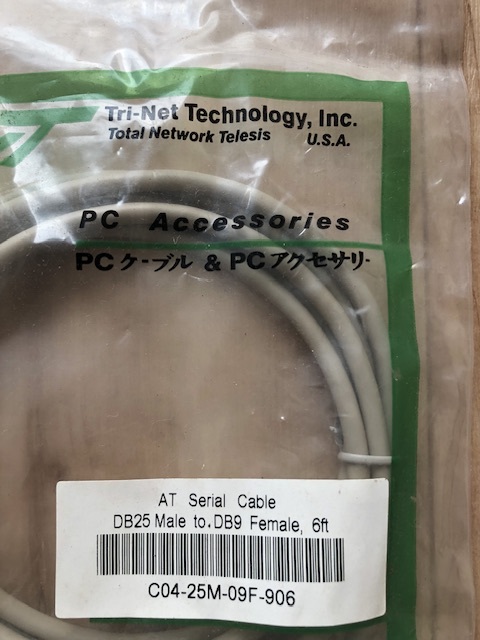 Tri-Net Technology, Inc.
Total Network Telesis U.S.A.
PC Accessories
PCケーブル & PCアクセサリー
AT Serial Cable
DB25 Male to.DB9 Female, 6ft
C04-25M-09F-906